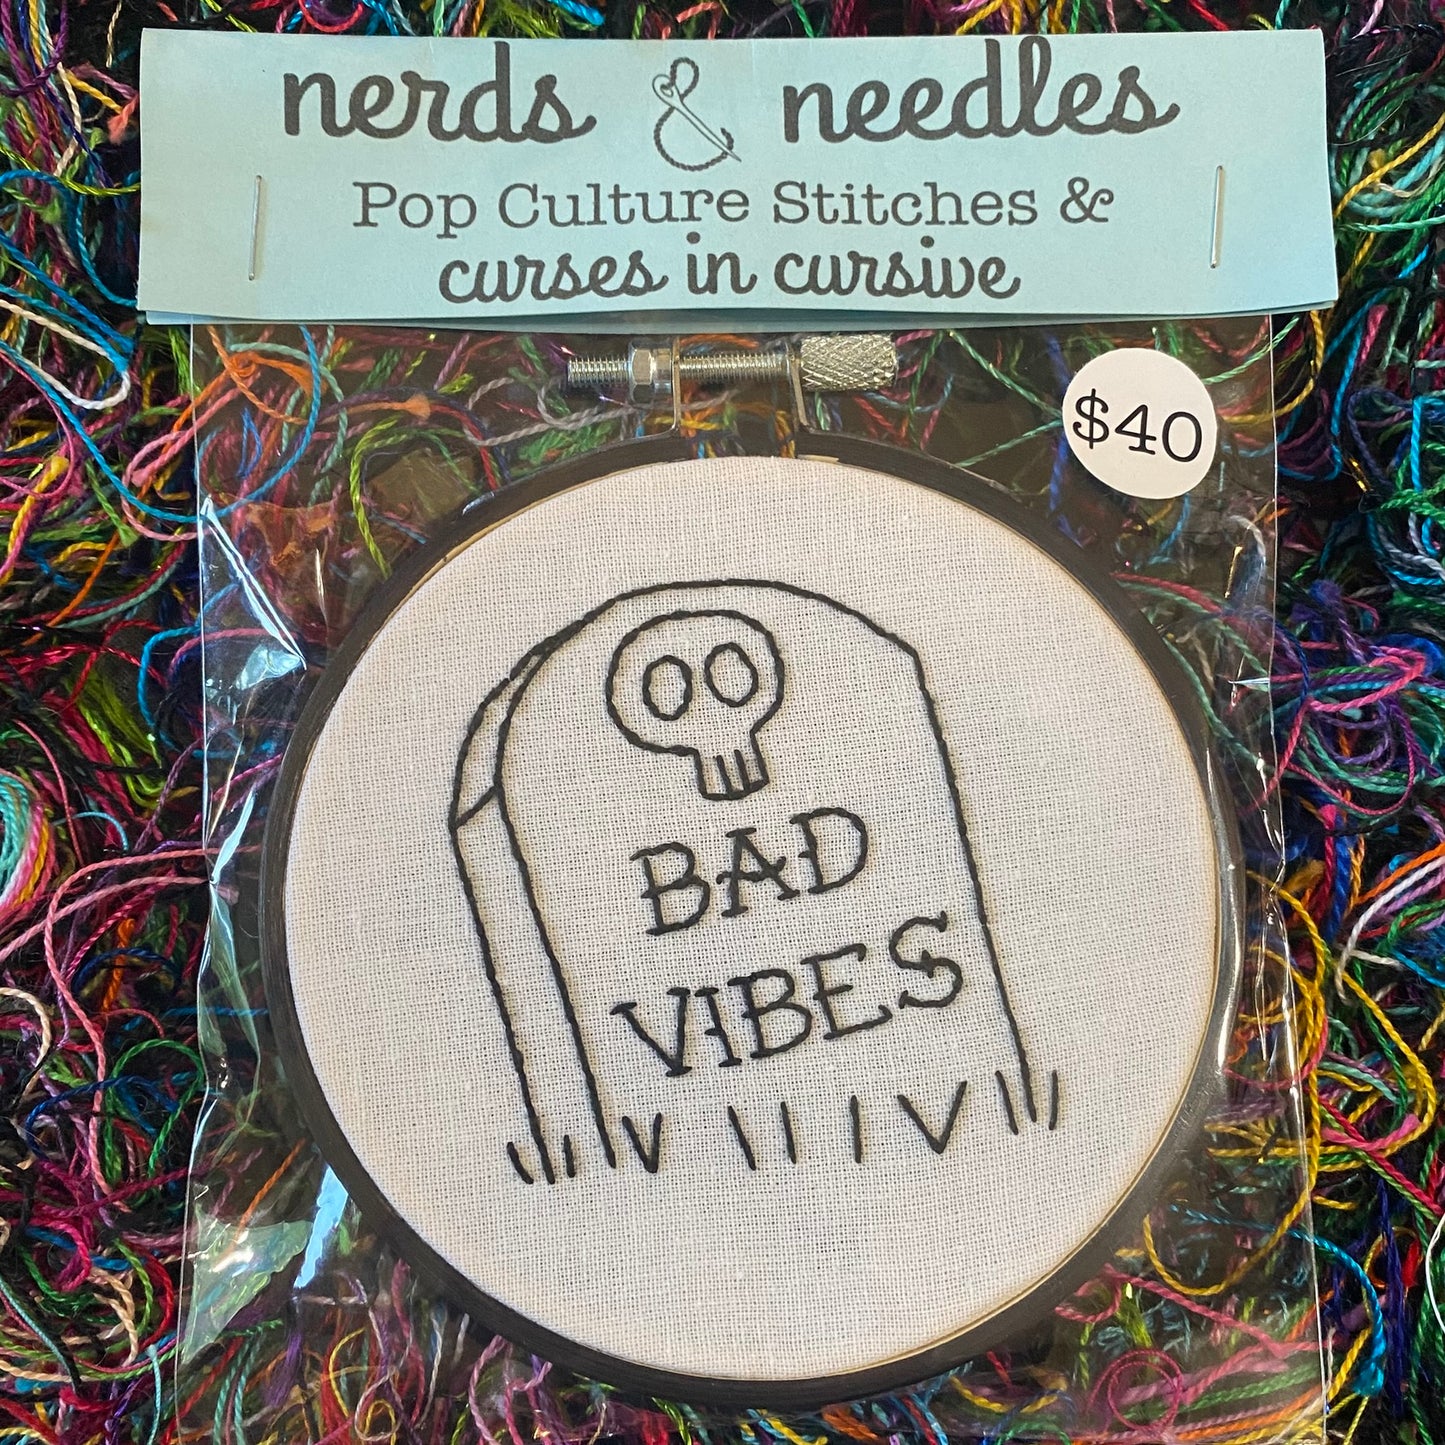 nerds & needles
Pop Culture Stitches &
curses in cursive
$40
BAD
VIBES